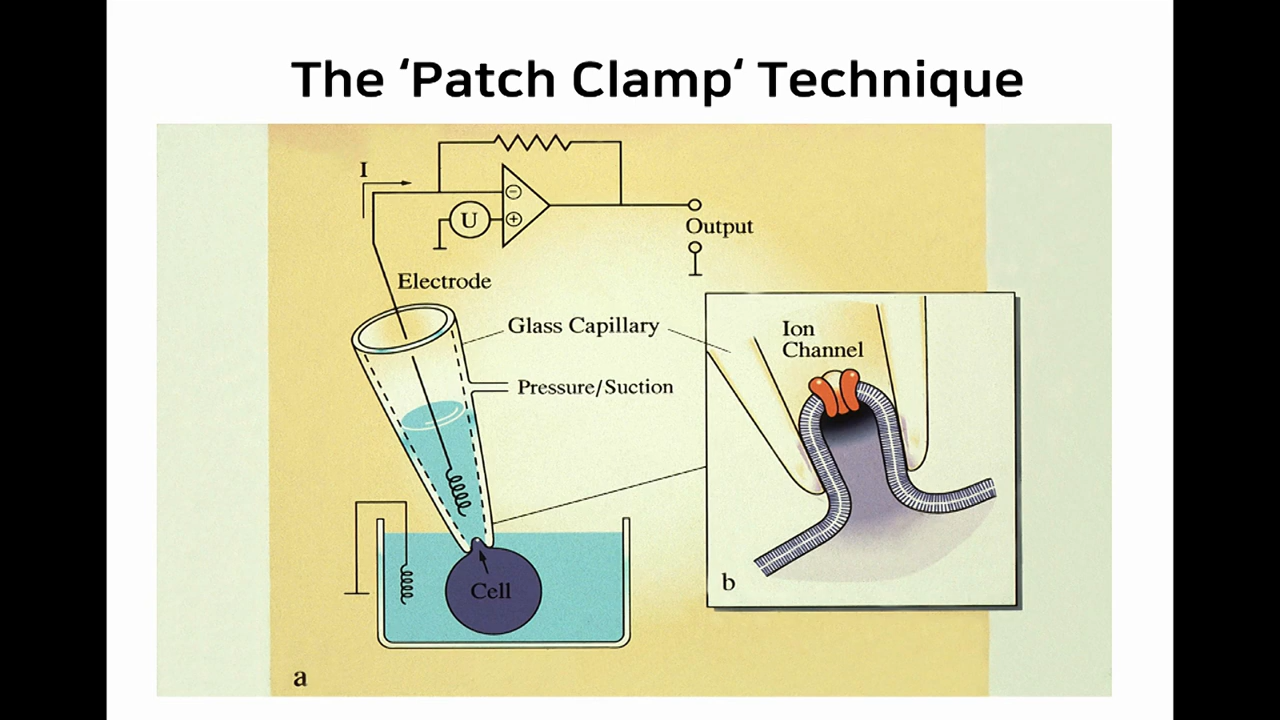 The ‘Patch Clamp‘ Technique
I
−
U
+
Output
Electrode
Glass Capillary
Ion
Channel
Pressure/Suction
Cell
b
a